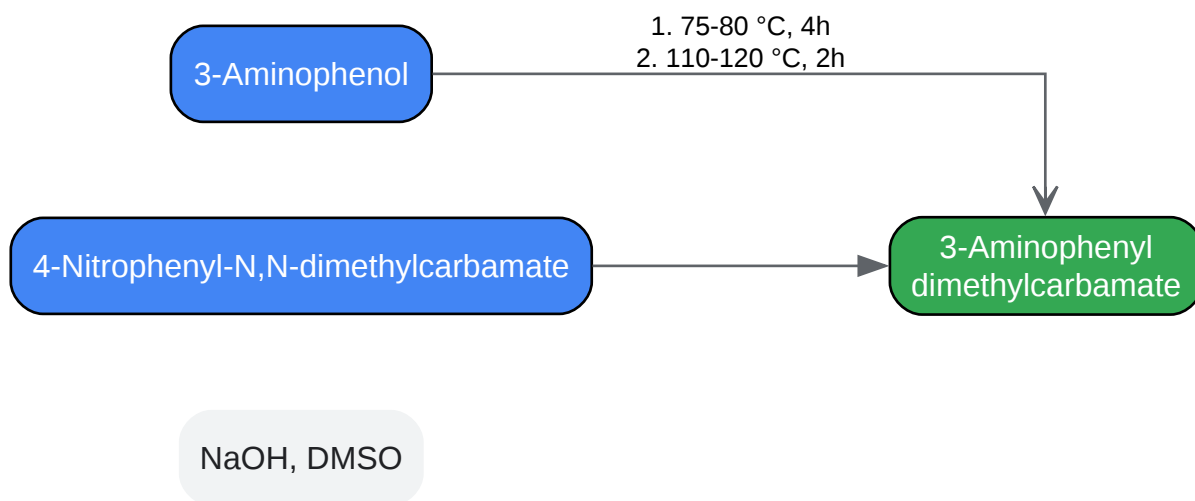 1. 75-80 °C, 4h
2. 110-120 °C, 2h
3-Aminophenol
4-Nitrophenyl-N,N-dimethylcarbamate
3-Aminophenyl
dimethylcarbamate
NaOH, DMSO